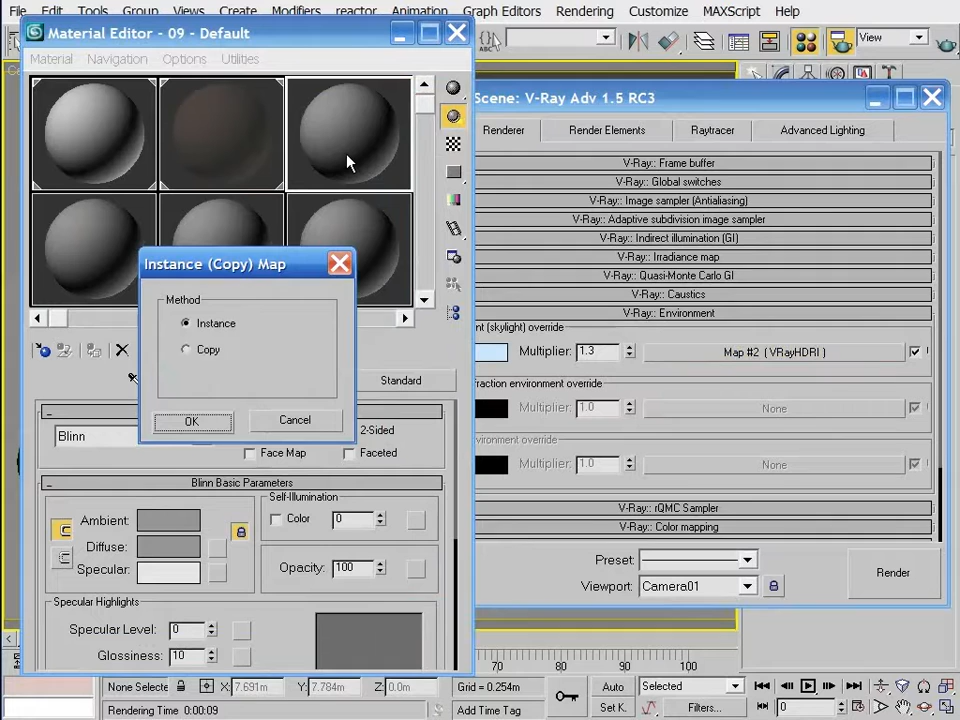 File Edit Tools Group Views Create Modifiers reactor Animation Graph Editors Rendering Customize MAXScript Help
Material Editor - 09 - Default
View
Material Navigation Options Utilities
Scene: V-Ray Adv 1.5 RC3
Renderer Render Elements Raytracer Advanced Lighting
V-Ray:: Frame buffer
V-Ray:: Global switches
V-Ray:: Image sampler (Antialiasing)
V-Ray:: Adaptive subdivision image sampler
V-Ray:: Indirect illumination (GI)
V-Ray:: Irradiance map
V-Ray:: Quasi-Monte Carlo GI
V-Ray:: Caustics
V-Ray:: Environment
(skylight) override
Multiplier: 1.3 Map #2 ( VRayHDRI )
environment override
Multiplier: 1.0 None
override
Multiplier: 1.0 None
V-Ray:: rQMC Sampler
V-Ray:: Color mapping
Preset:
Viewport: Camera01
Render
Instance (Copy) Map
Method
Instance
Copy
OK Cancel
Standard
Blinn
2-Sided
Face Map Faceted
Blinn Basic Parameters
Self-Illumination
Ambient: Color 0
Diffuse:
Specular: Opacity: 100
Specular Highlights
Specular Level: 0
Glossiness: 10
70 80 90 100
None Selecte X: 7.691m Y: 7.784m Z: 0.0m Grid = 0.254m Auto Selected
Rendering Time 0:00:09 Add Time Tag Set K. Filters... 0